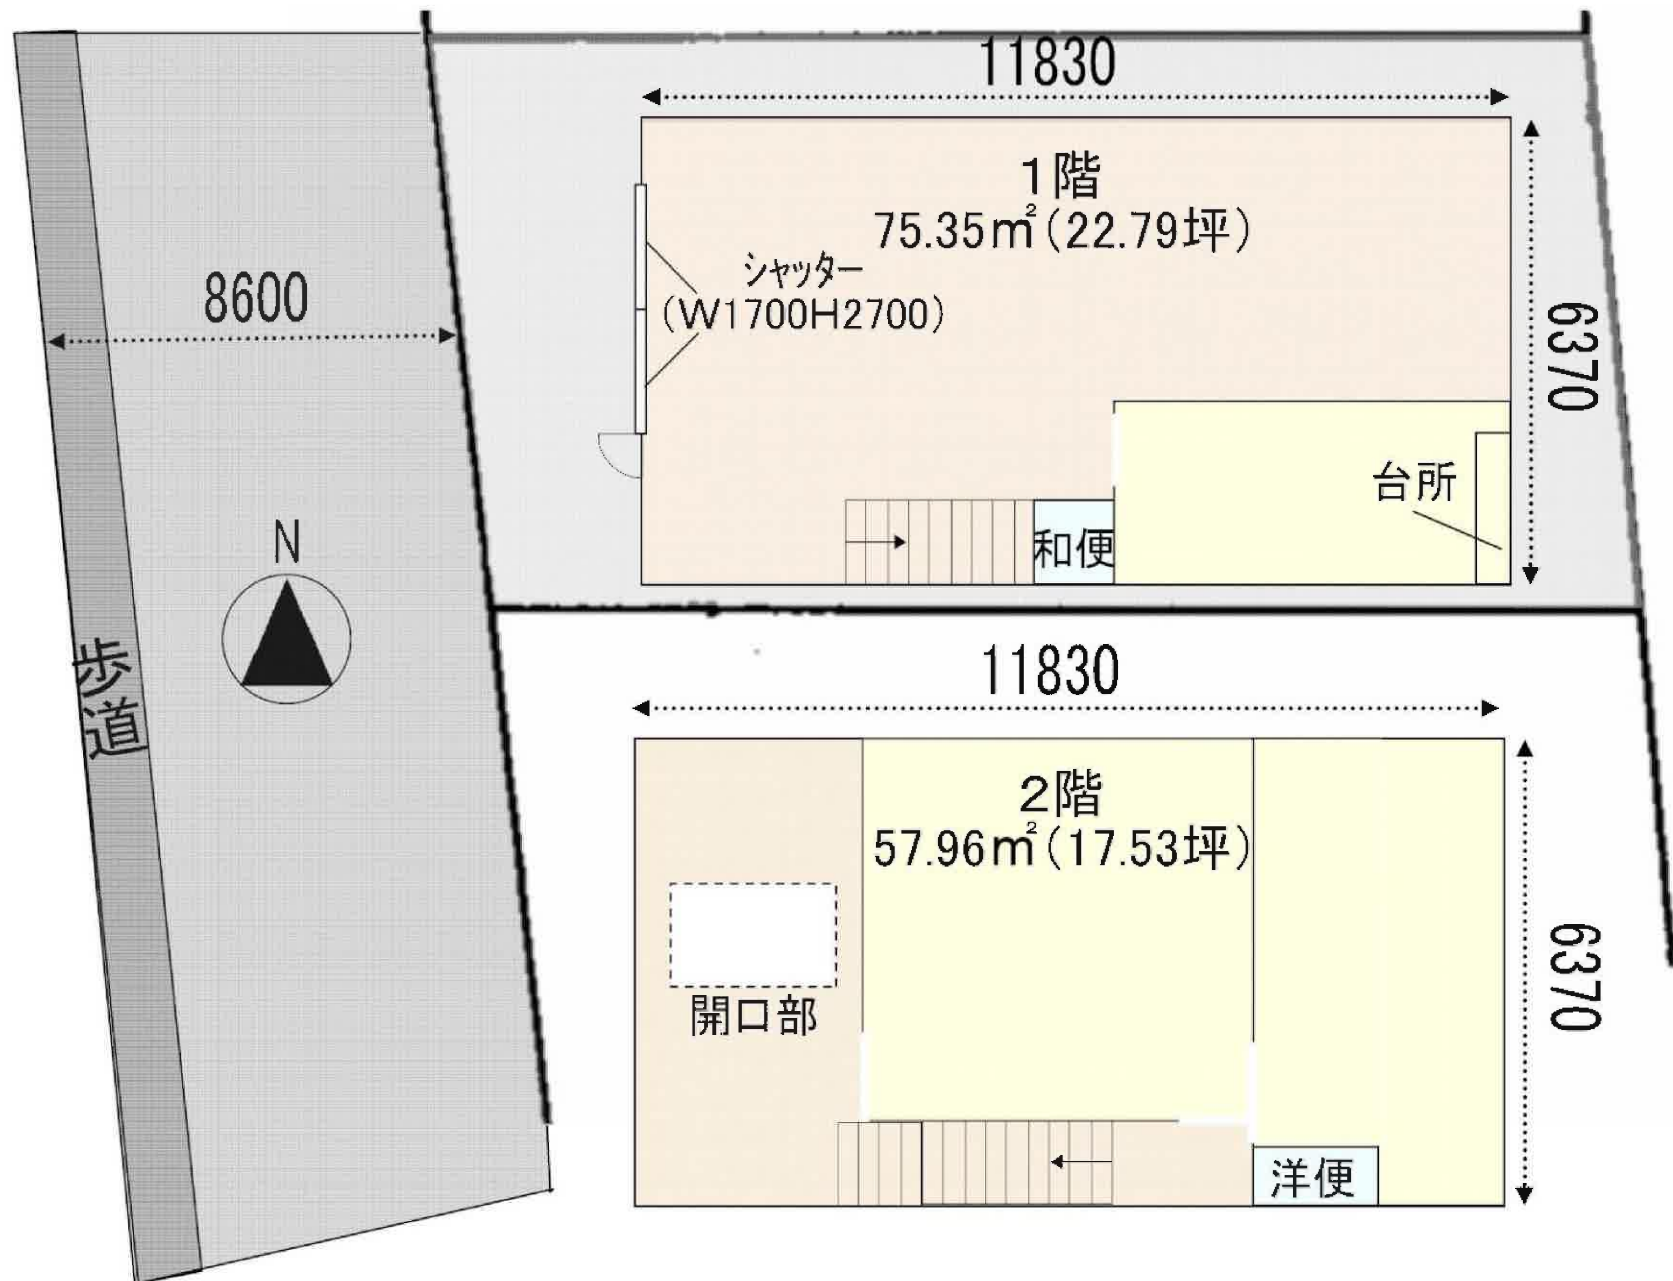 11830
1階
75.35㎡(22.79坪)
シャッター
(W1700H2700)
8600
6370
台所
和便
N
歩道
11830
2階
57.96㎡(17.53坪)
6370
開口部
洋便